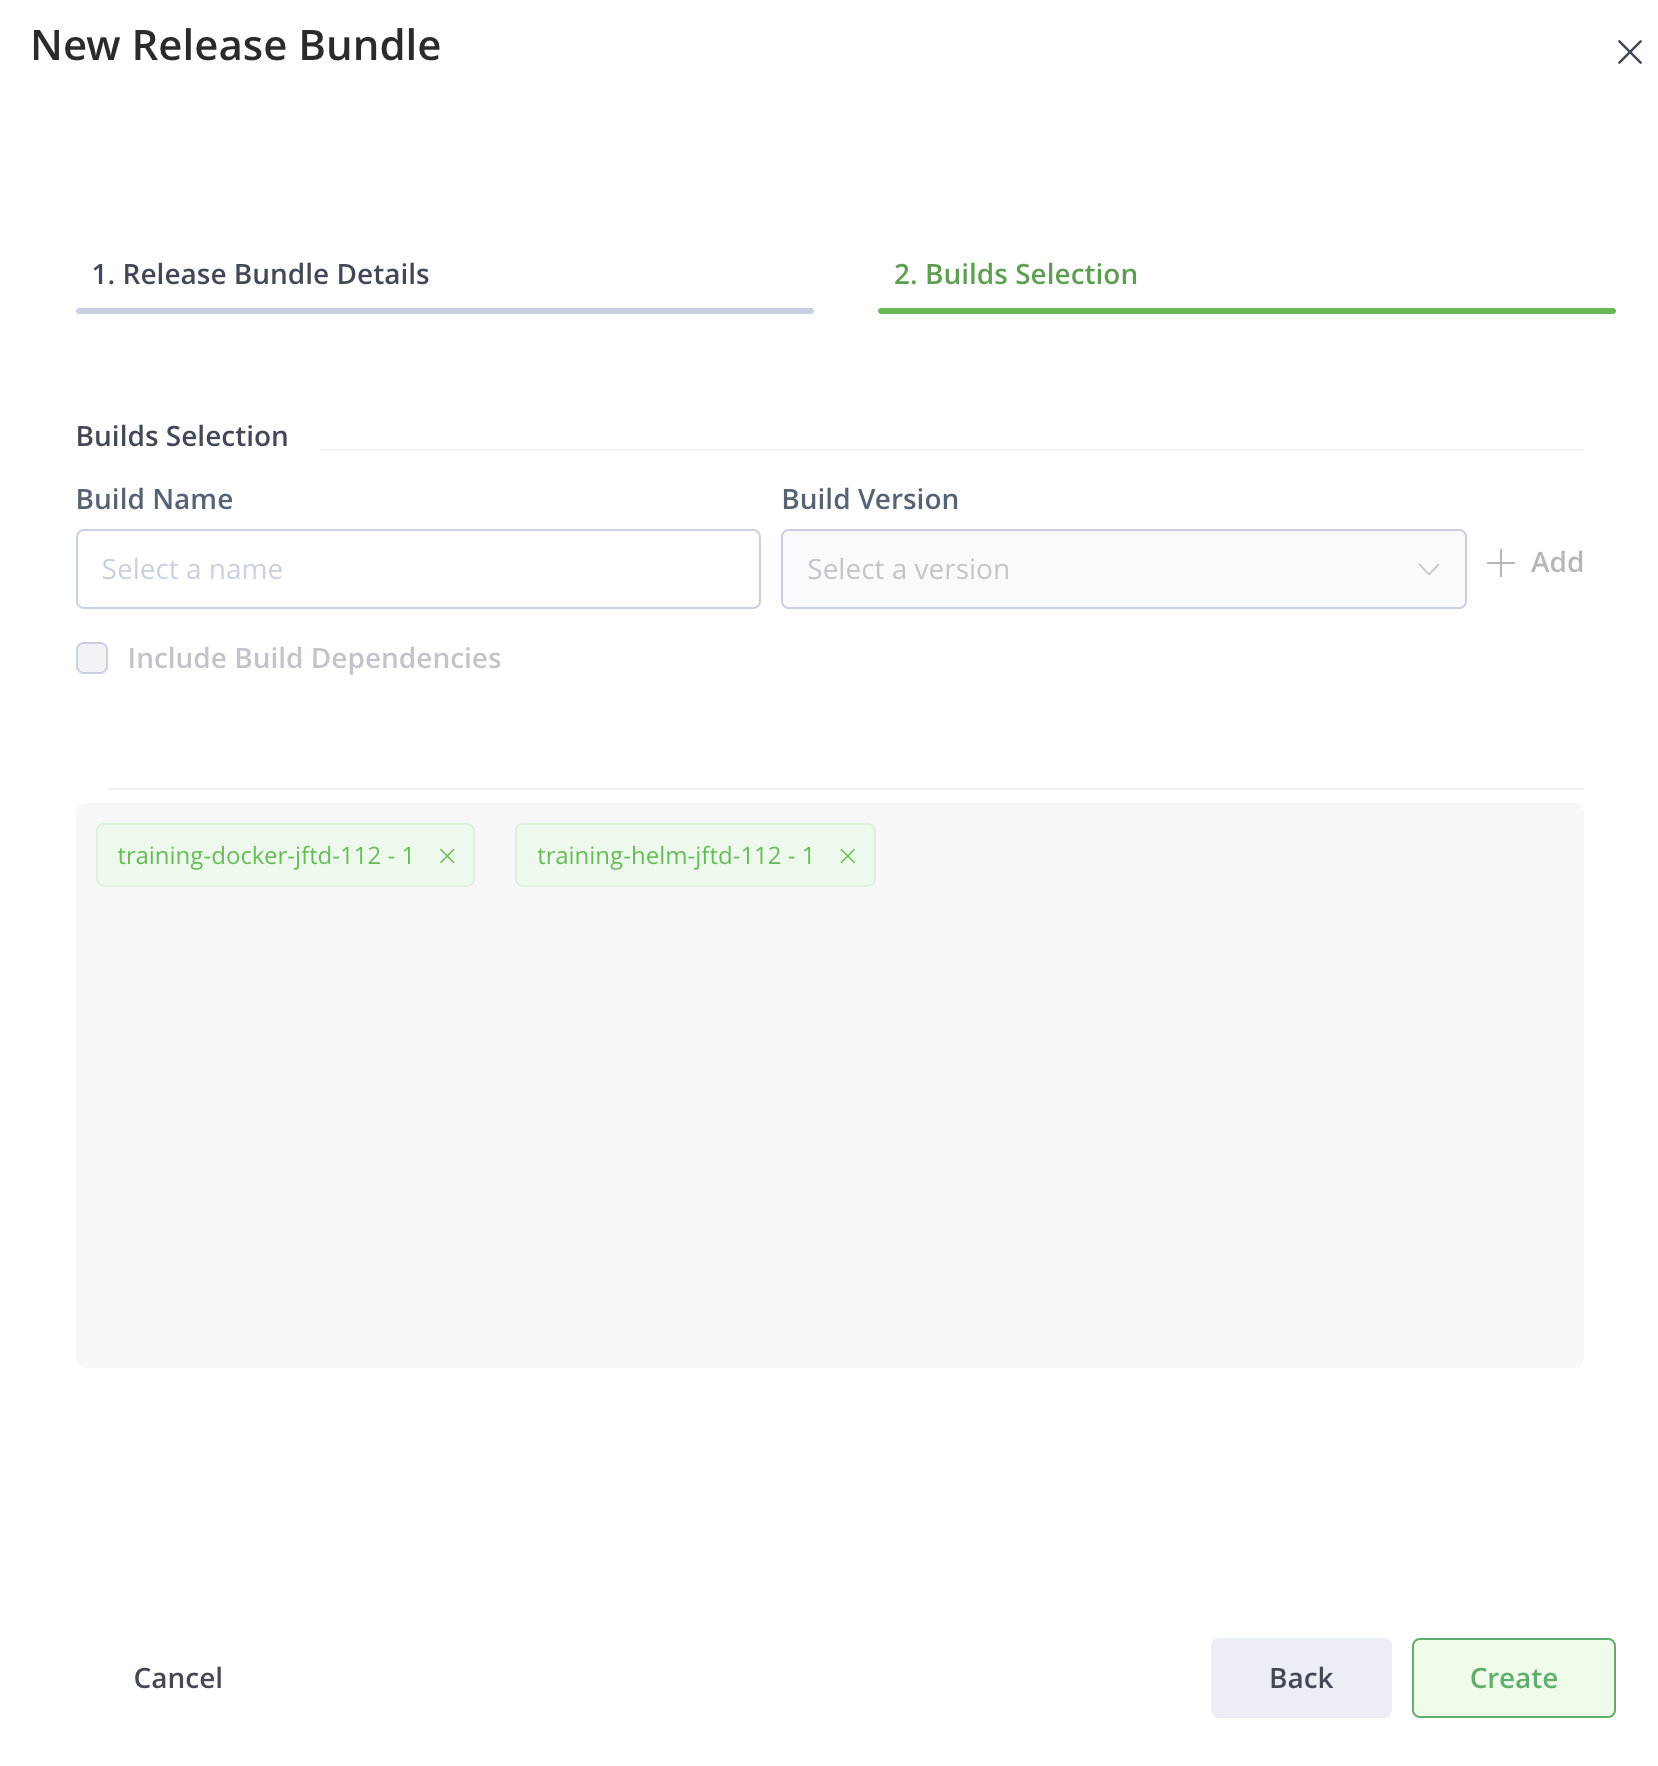 New Release Bundle
1. Release Bundle Details
2. Builds Selection
Builds Selection
Build Name
Build Version
Select a name
Select a version
Add
Include Build Dependencies
training-docker-jftd-112 - 1
training-helm-jftd-112 - 1
Cancel
Back
Create